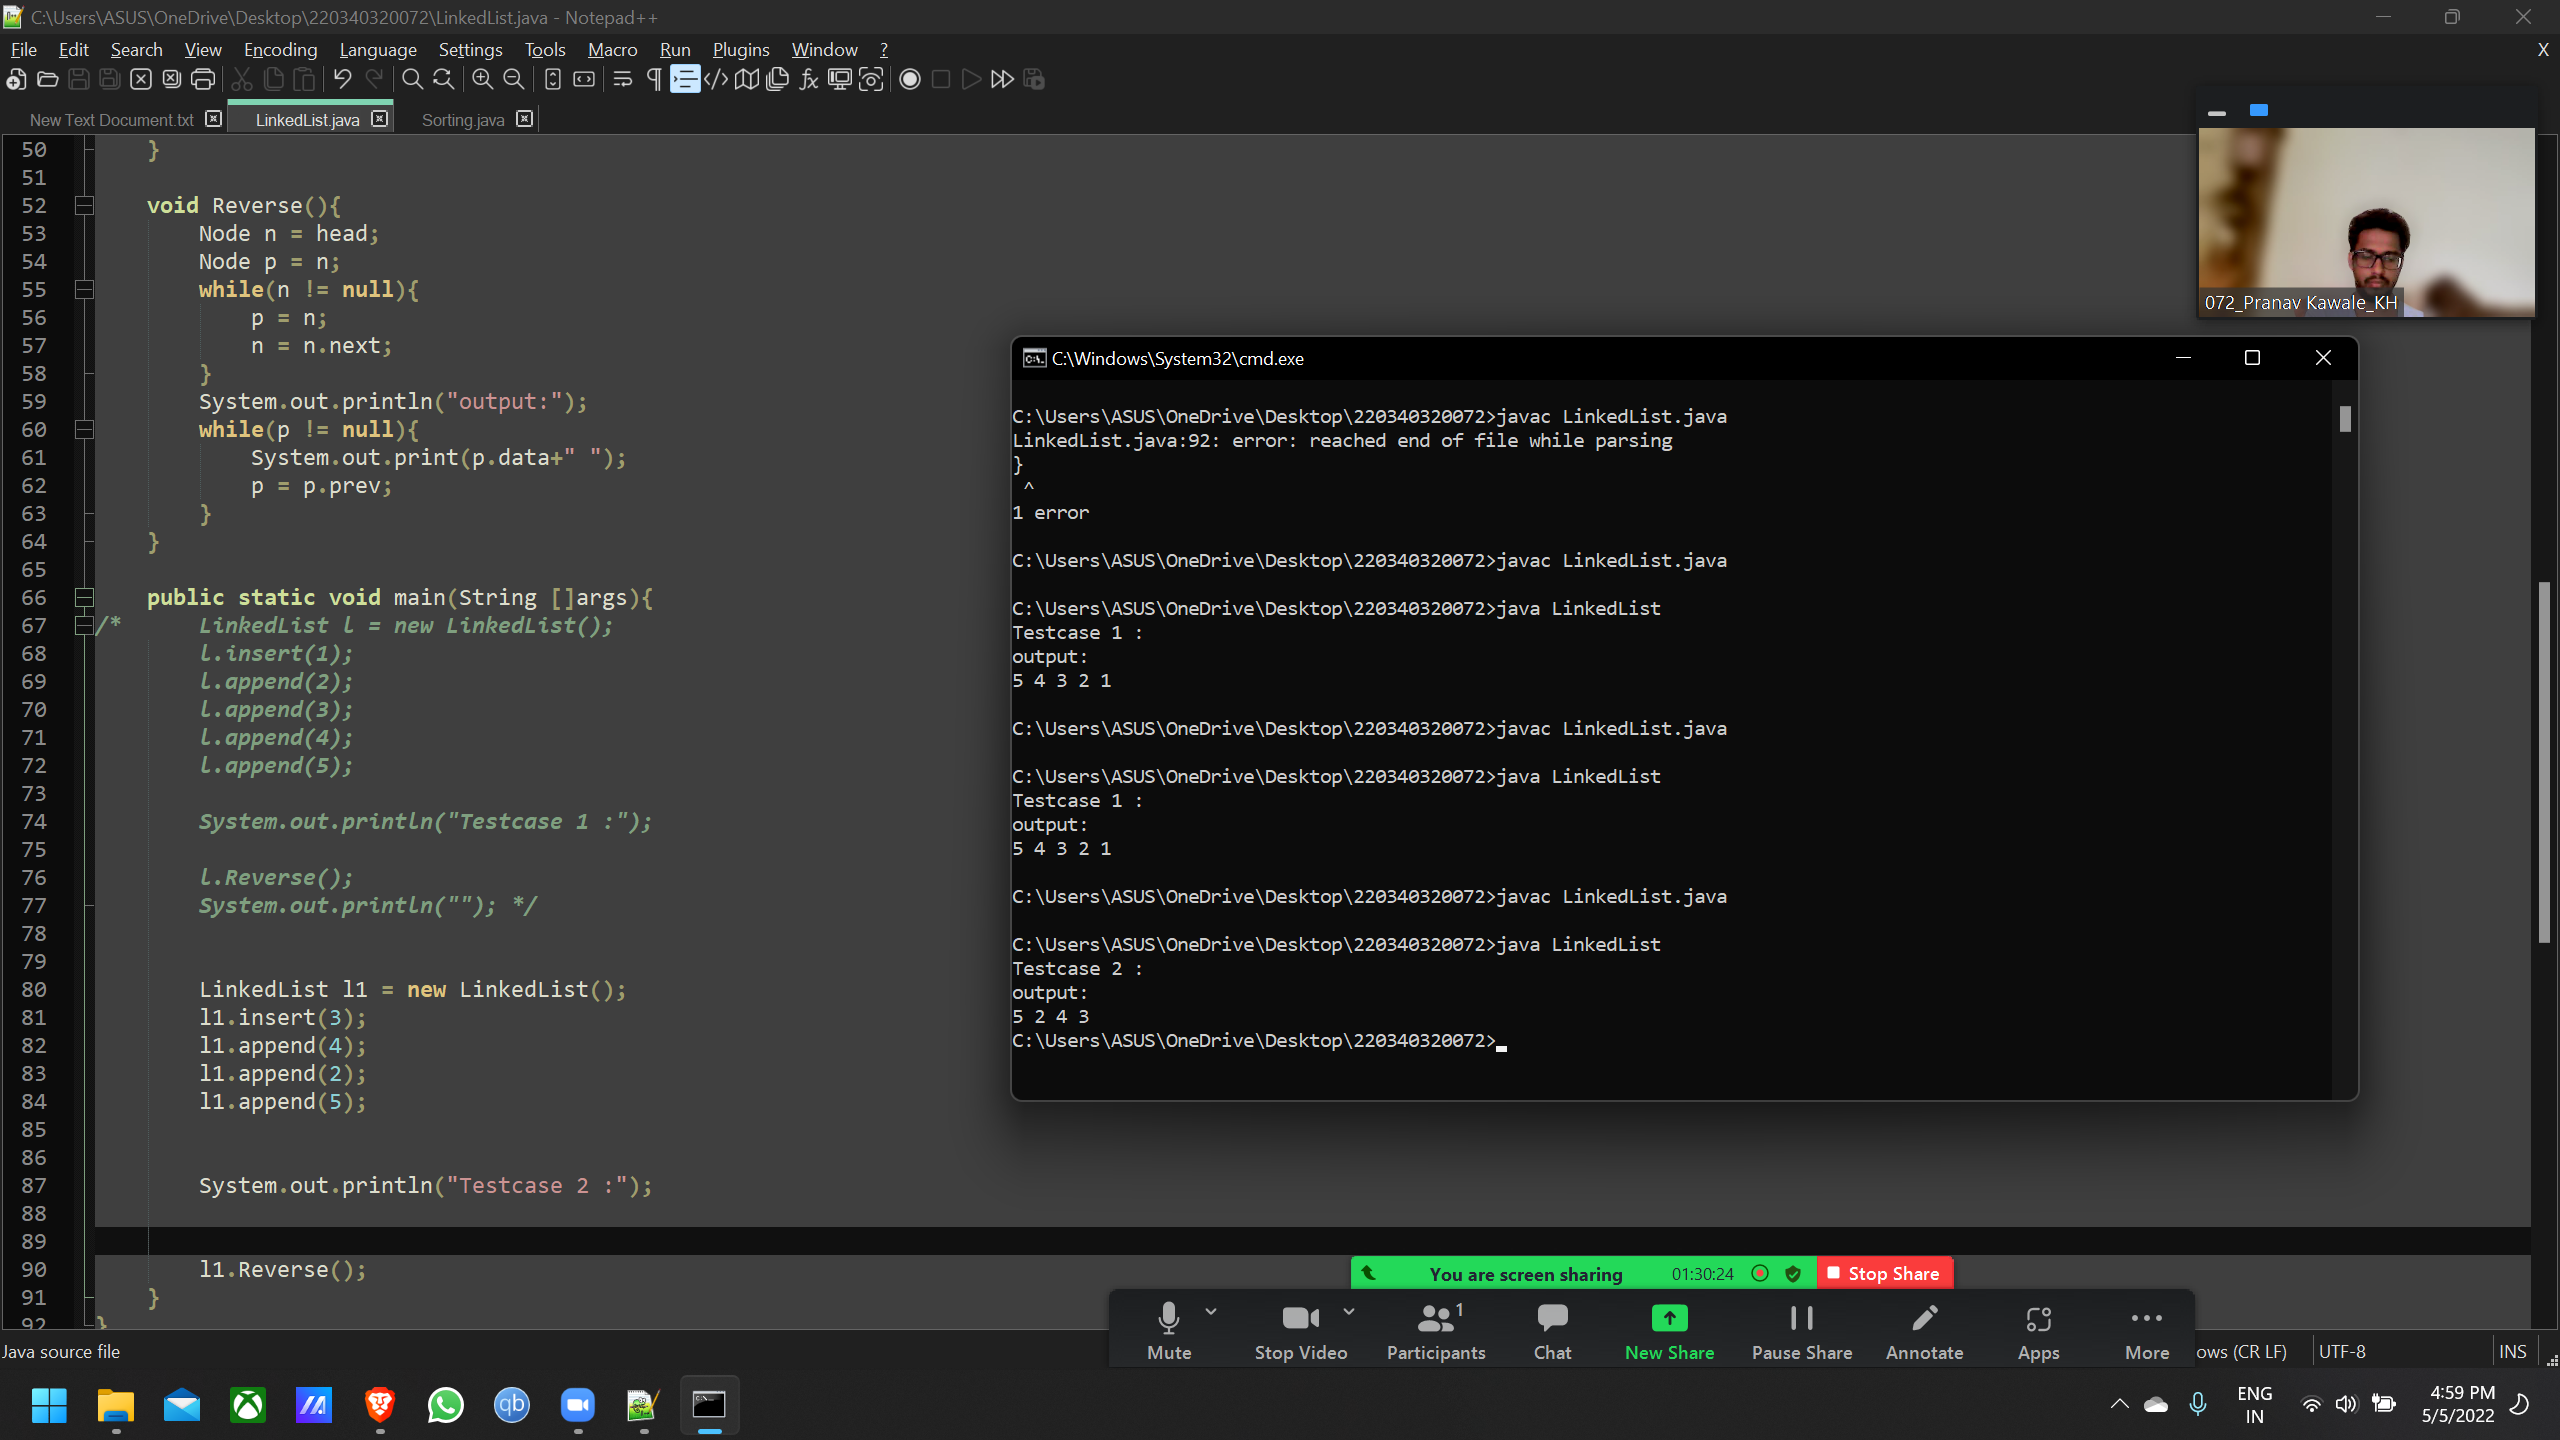 C:\Users\ASUS\OneDrive\Desktop\220340320072\LinkedList.java - Notepad++
File Edit Search View Encoding Language Settings Tools Macro Run Plugins Window ? X
New Text Document.txt LinkedList.java Sorting.java
50 }
51
52 void Reverse(){
53 Node n = head;
54 Node p = n;
55 while(n != null){
56 p = n;
57 n = n.next;
58 }
59 System.out.println("output:");
60 while(p != null){
61 System.out.print(p.data+" ");
62 p = p.prev;
63 }
64 }
65
66 public static void main(String []args){
67 /* LinkedList l = new LinkedList();
68 l.insert(1);
69 l.append(2);
70 l.append(3);
71 l.append(4);
72 l.append(5);
73
74 System.out.println("Testcase 1 :");
75
76 l.Reverse();
77 System.out.println(""); */
78
79
80 LinkedList l1 = new LinkedList();
81 l1.insert(3);
82 l1.append(4);
83 l1.append(2);
84 l1.append(5);
85
86
87 System.out.println("Testcase 2 :");
88
89
90 l1.Reverse();
91 }
92 }
072_Pranav Kawale_KH
C:\Windows\System32\cmd.exe
C:\Users\ASUS\OneDrive\Desktop\220340320072>javac LinkedList.java
LinkedList.java:92: error: reached end of file while parsing
}
^
1 error
C:\Users\ASUS\OneDrive\Desktop\220340320072>javac LinkedList.java
C:\Users\ASUS\OneDrive\Desktop\220340320072>java LinkedList
Testcase 1 :
output:
5 4 3 2 1
C:\Users\ASUS\OneDrive\Desktop\220340320072>javac LinkedList.java
C:\Users\ASUS\OneDrive\Desktop\220340320072>java LinkedList
Testcase 1 :
output:
5 4 3 2 1
C:\Users\ASUS\OneDrive\Desktop\220340320072>javac LinkedList.java
C:\Users\ASUS\OneDrive\Desktop\220340320072>java LinkedList
Testcase 2 :
output:
5 2 4 3
C:\Users\ASUS\OneDrive\Desktop\220340320072>
You are screen sharing 01:30:24 Stop Share
1
Mute Stop Video Participants Chat New Share Pause Share Annotate Apps More
Java source file ows (CR LF) UTF-8 INS
qb
ENG
IN
4:59 PM
5/5/2022